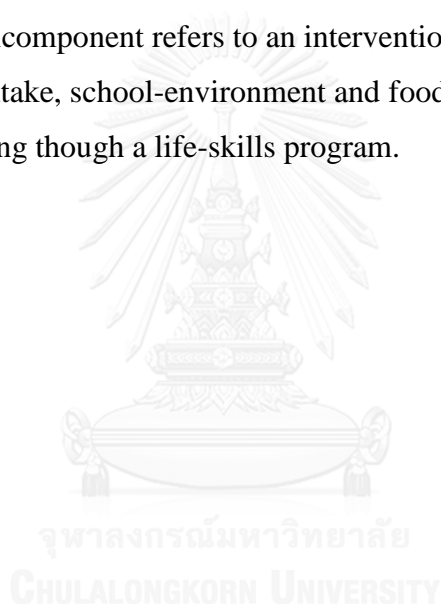 component refers to an interventio
take, school-environment and food
ng though a life-skills program.
จุฬาลงกรณ์มหาวิทยาลัย
CHULALONGKORN UNIVERSITY